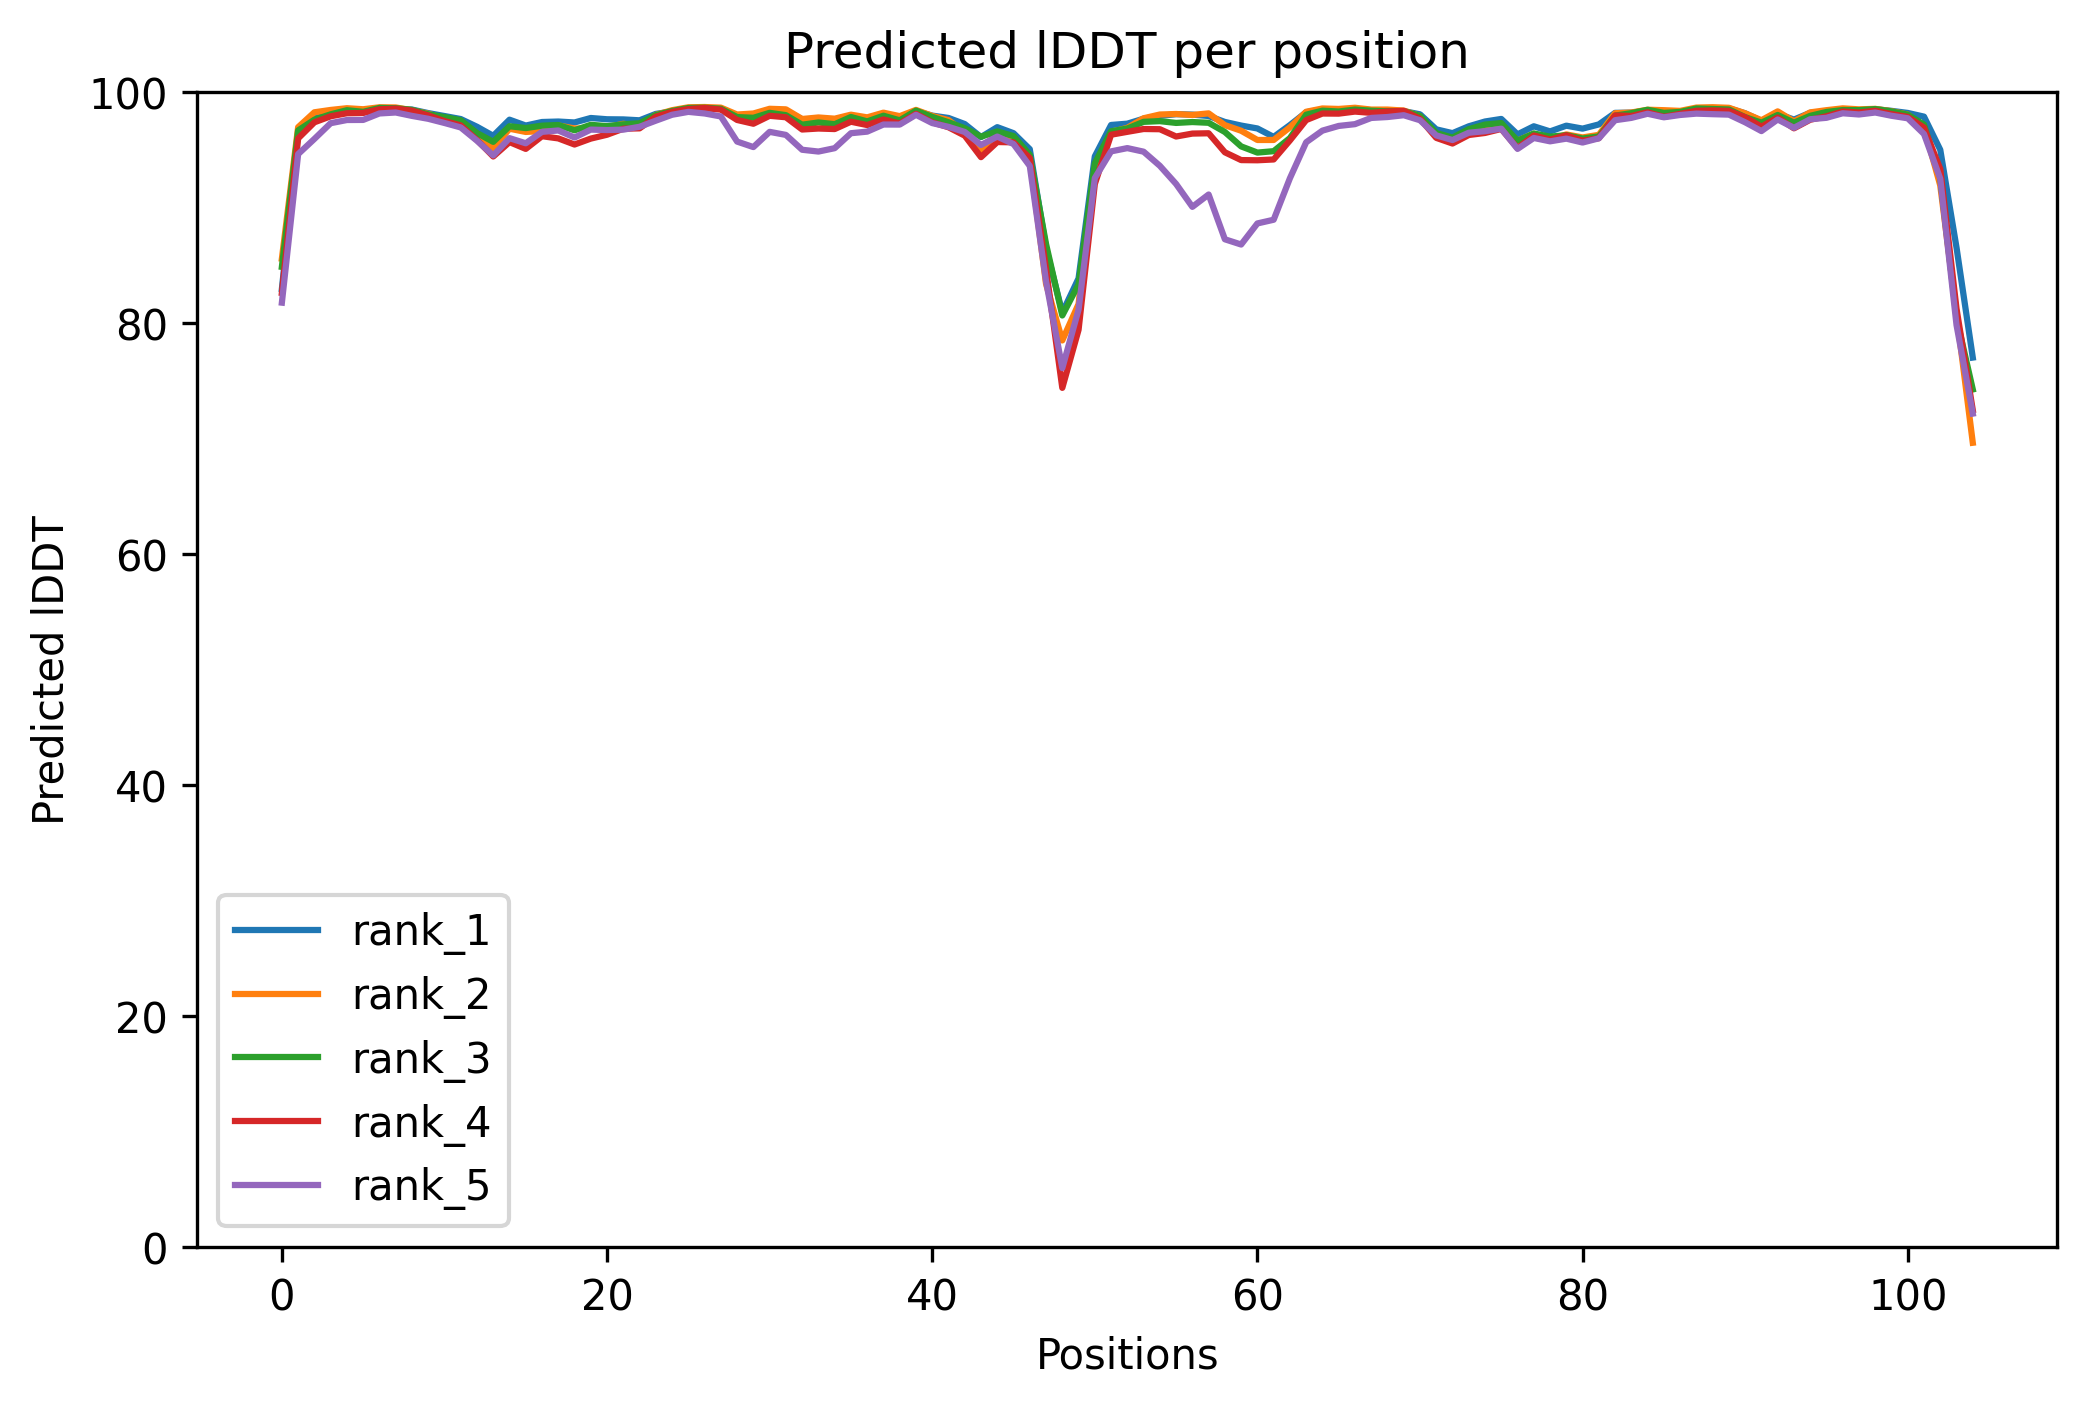 Predicted lDDT per position
100
80
60
40
20
0
Predicted lDDT
rank_1
rank_2
rank_3
rank_4
rank_5
0 20 40 60 80 100
Positions